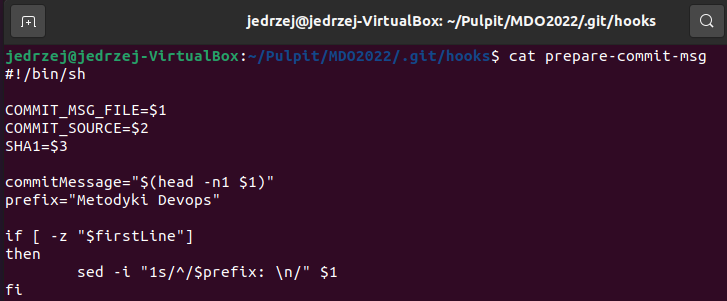 jedrzej@jedrzej-VirtualBox: ~/Pulpit/MDO2022/.git/hooks
jedrzej@jedrzej-VirtualBox:~/Pulpit/MDO2022/.git/hooks$ cat prepare-commit-msg
#!/bin/sh

COMMIT_MSG_FILE=$1
COMMIT_SOURCE=$2
SHA1=$3

commitMessage="$(head -n1 $1)"
prefix="Metodyki Devops"

if [ -z "$firstLine"]
then
        sed -i "1s/^/$prefix: \n/" $1
fi